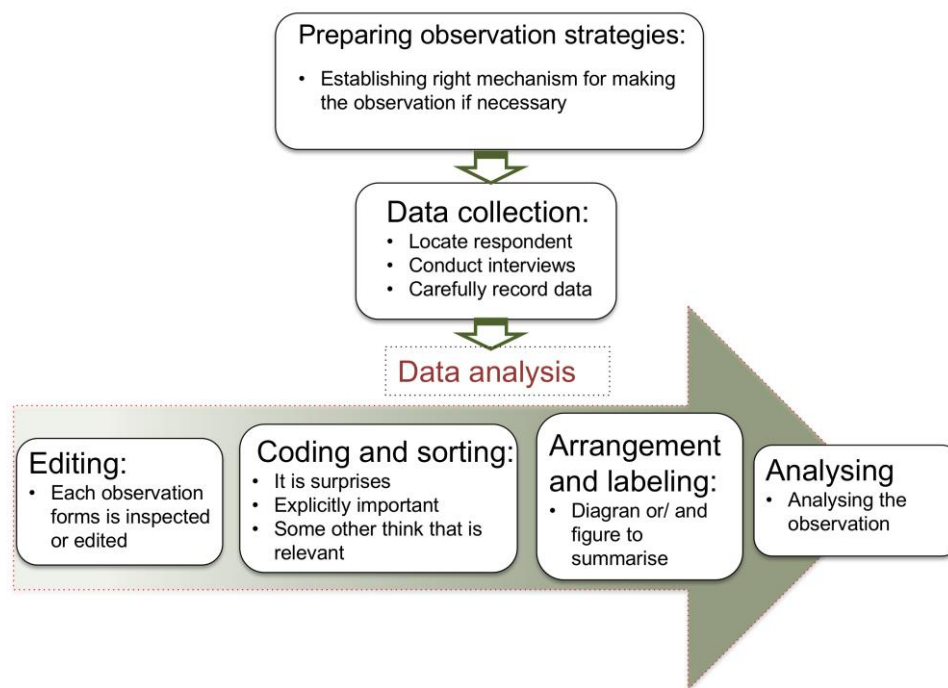 Preparing observation strategies:
• Establishing right mechanism for making
the observation if necessary
Data collection:
• Locate respondent
• Conduct interviews
• Carefully record data
Data analysis
Editing:
• Each observation
forms is inspected
or edited
Coding and sorting:
• It is surprises
• Explicitly important
• Some other think that is
relevant
Arrangement
and labeling:
• Diagran or/ and
figure to
summarise
Analysing
• Analysing the
observation